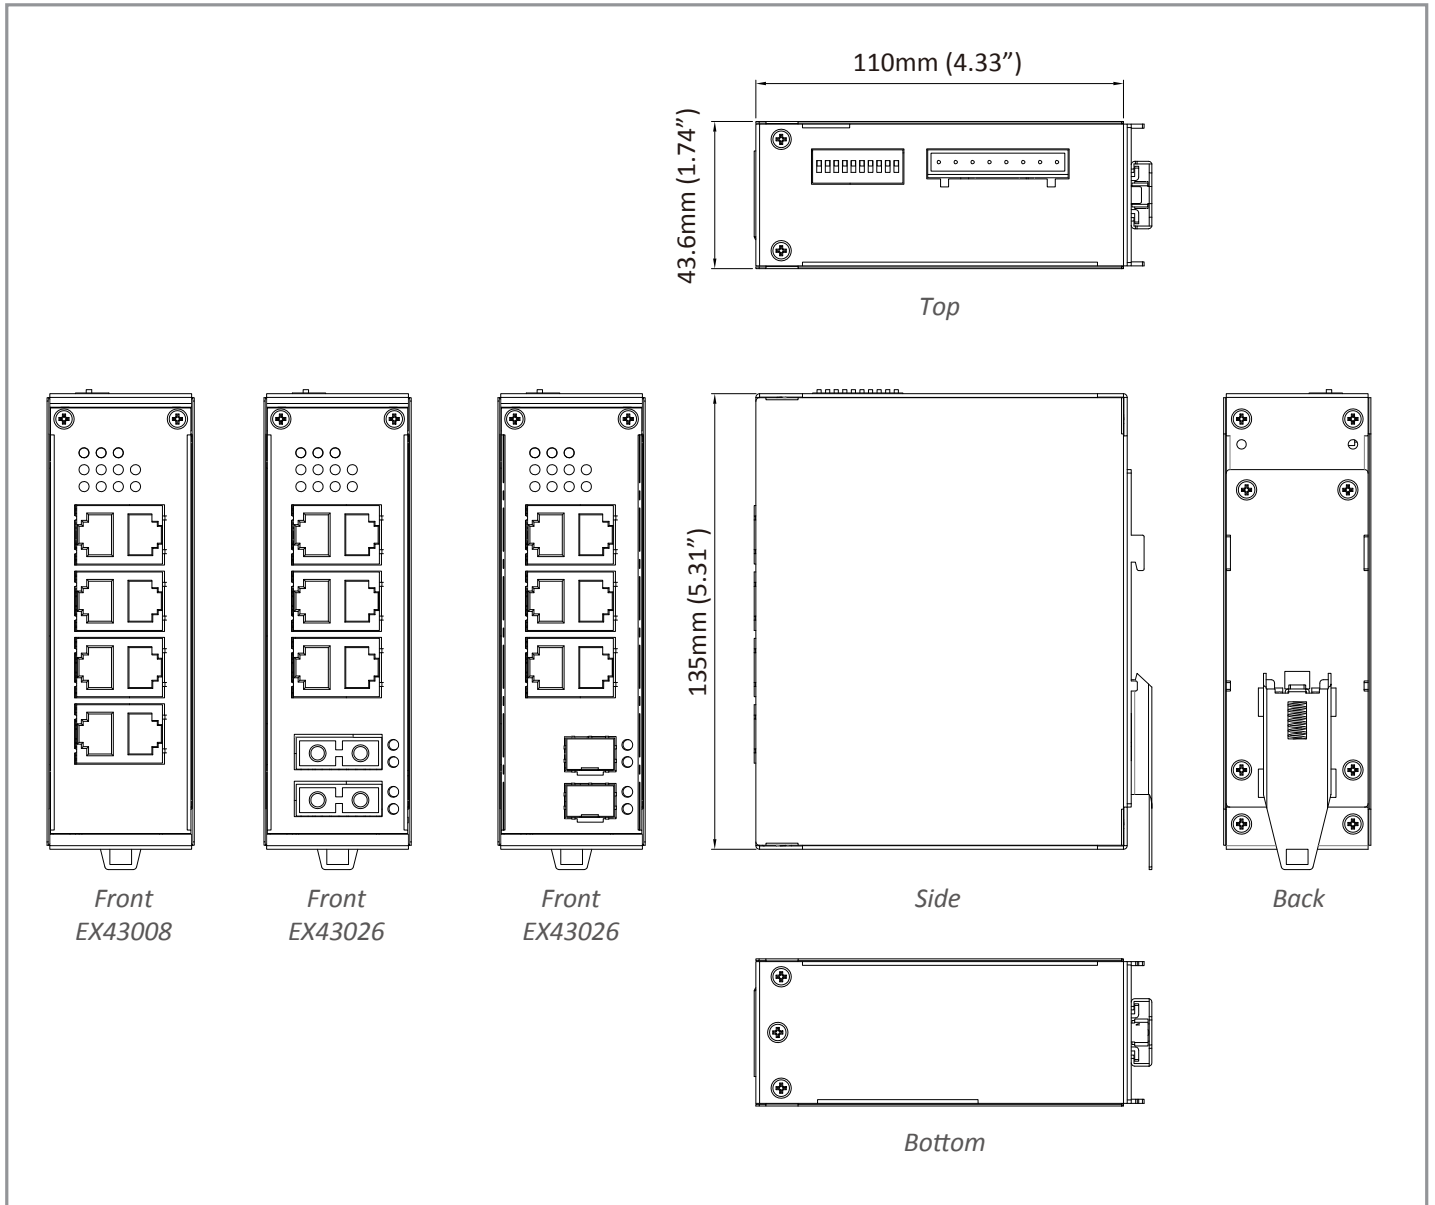 110mm (4.33”)
43.6mm (1.74”)
Top
135mm (5.31”)
Front
EX43008
Front
EX43026
Front
EX43026
Side
Back
Bottom